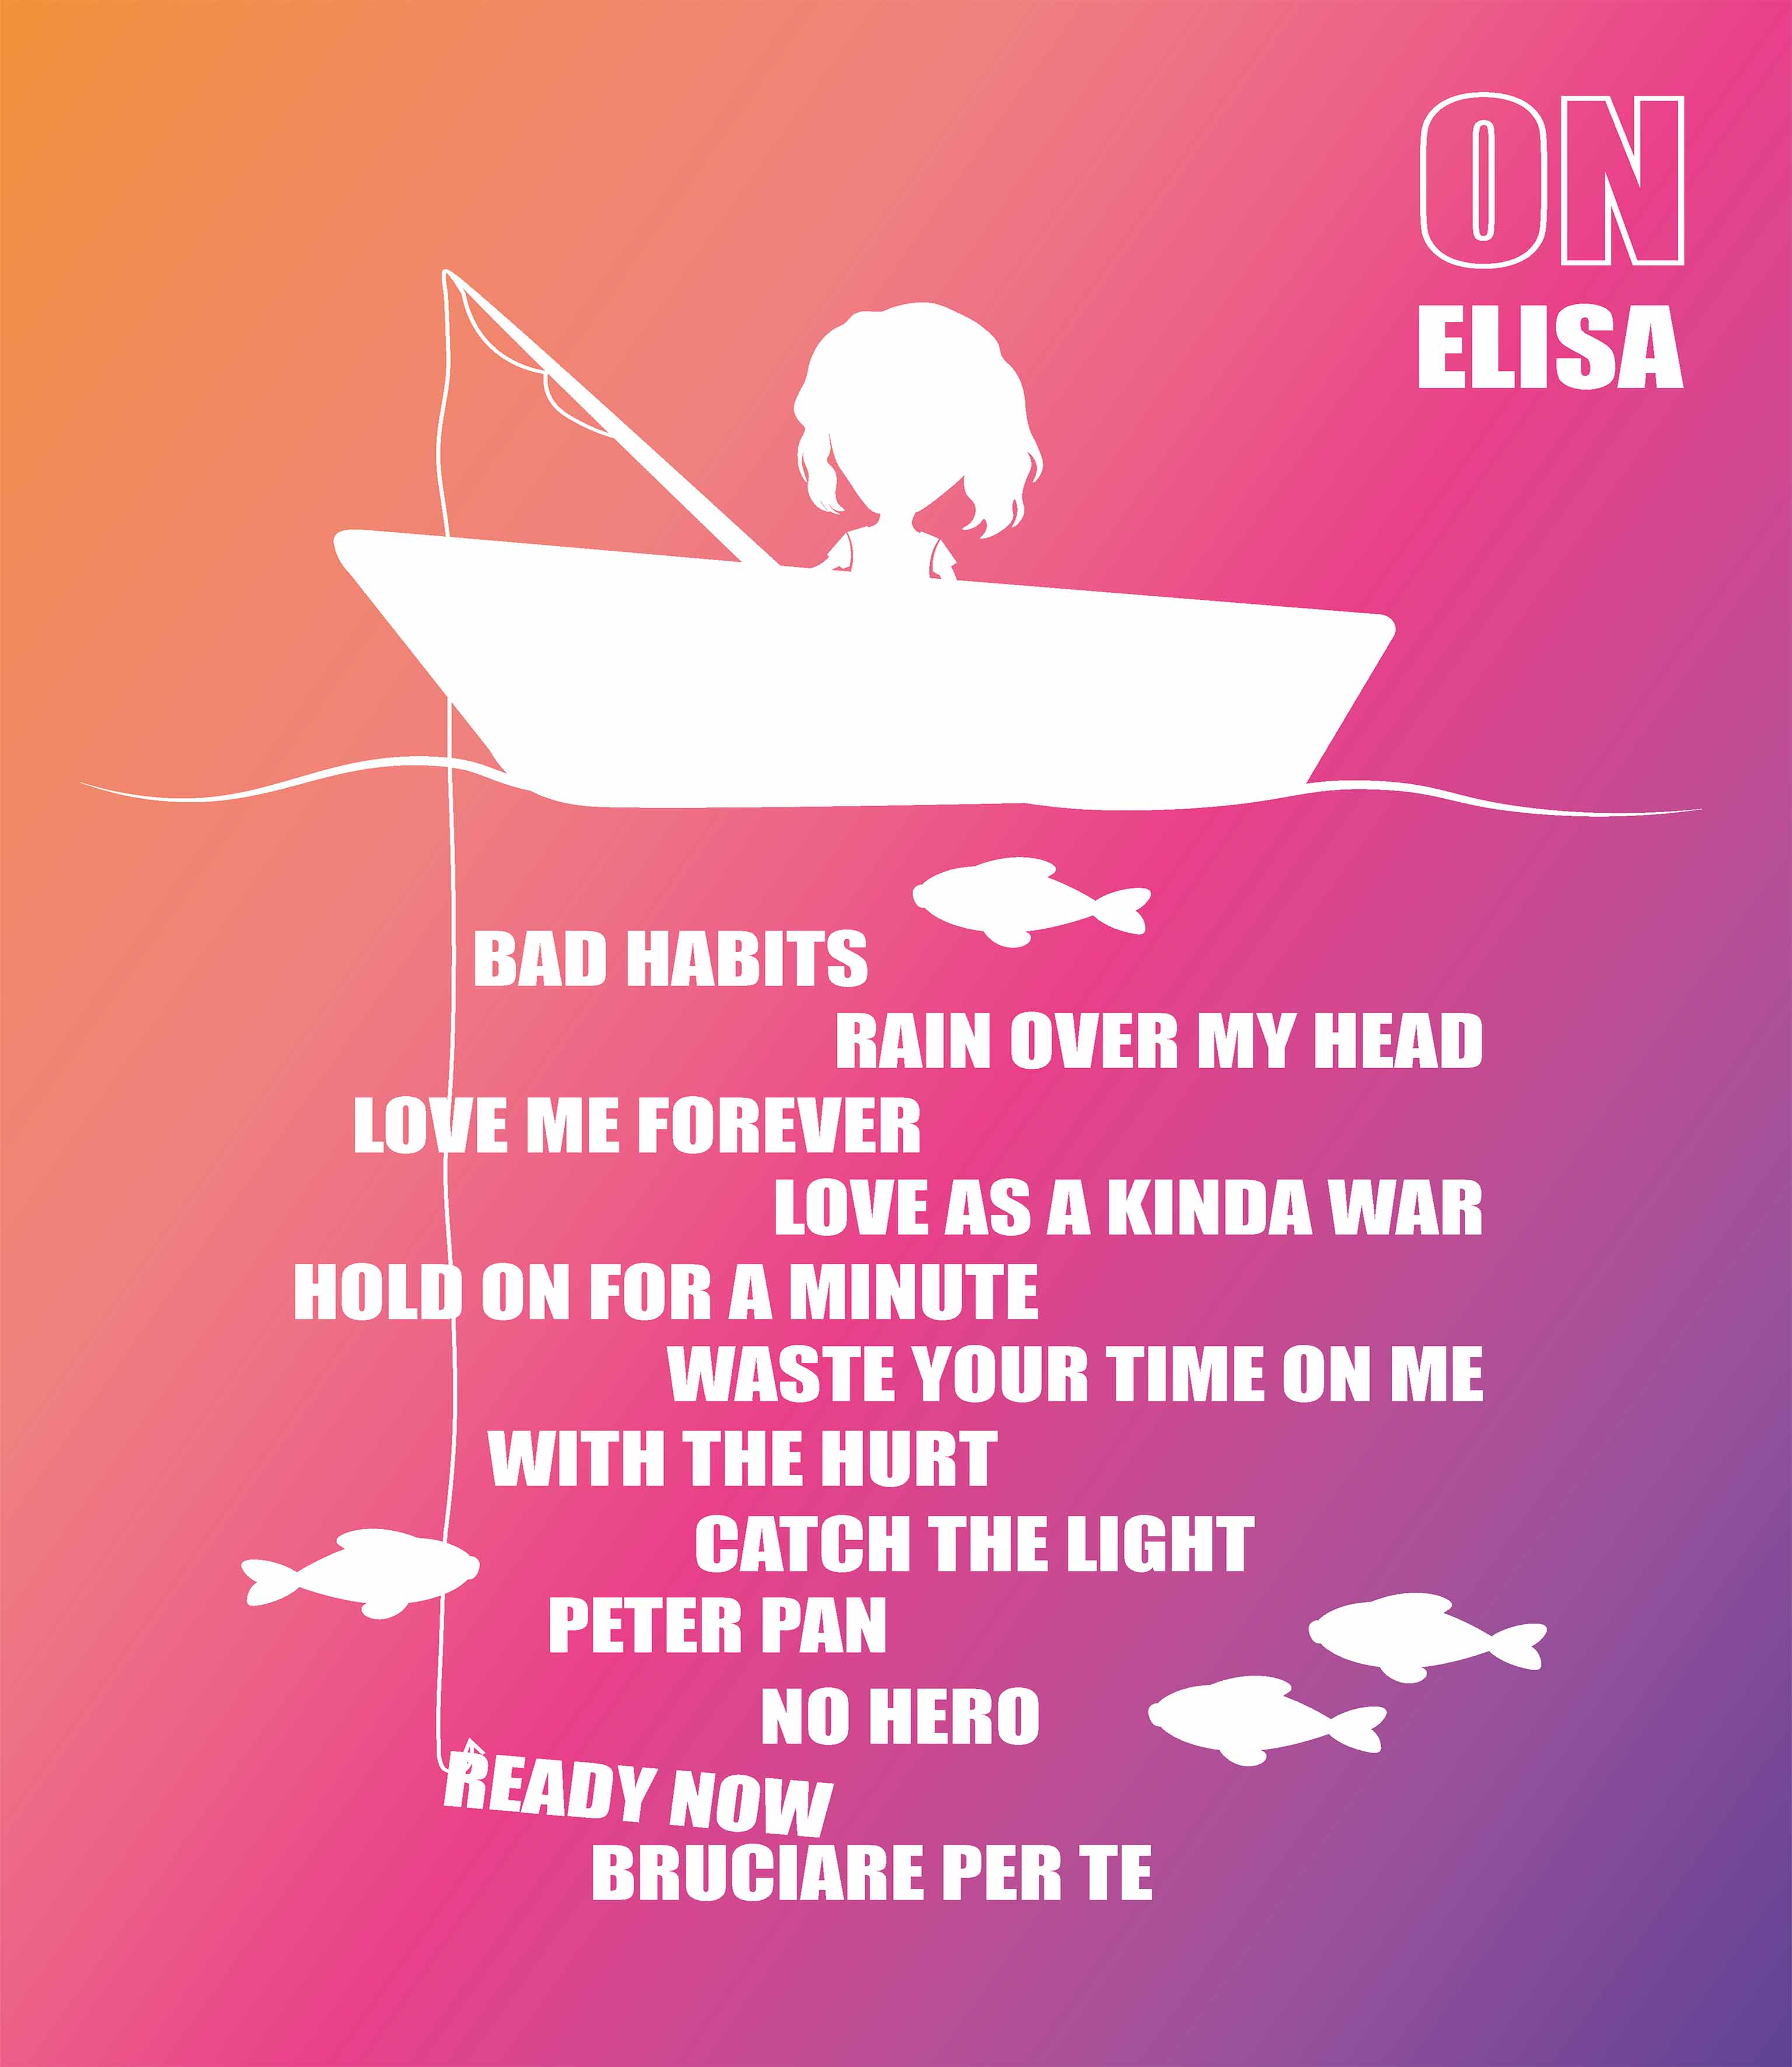 ON
ELISA
BAD HABITS
RAIN OVER MY HEAD
LOVE ME FOREVER
LOVE AS A KINDA WAR
HOLD ON FOR A MINUTE
WASTE YOUR TIME ON ME
WITH THE HURT
CATCH THE LIGHT
PETER PAN
NO HERO
READY NOW
BRUCIARE PER TE